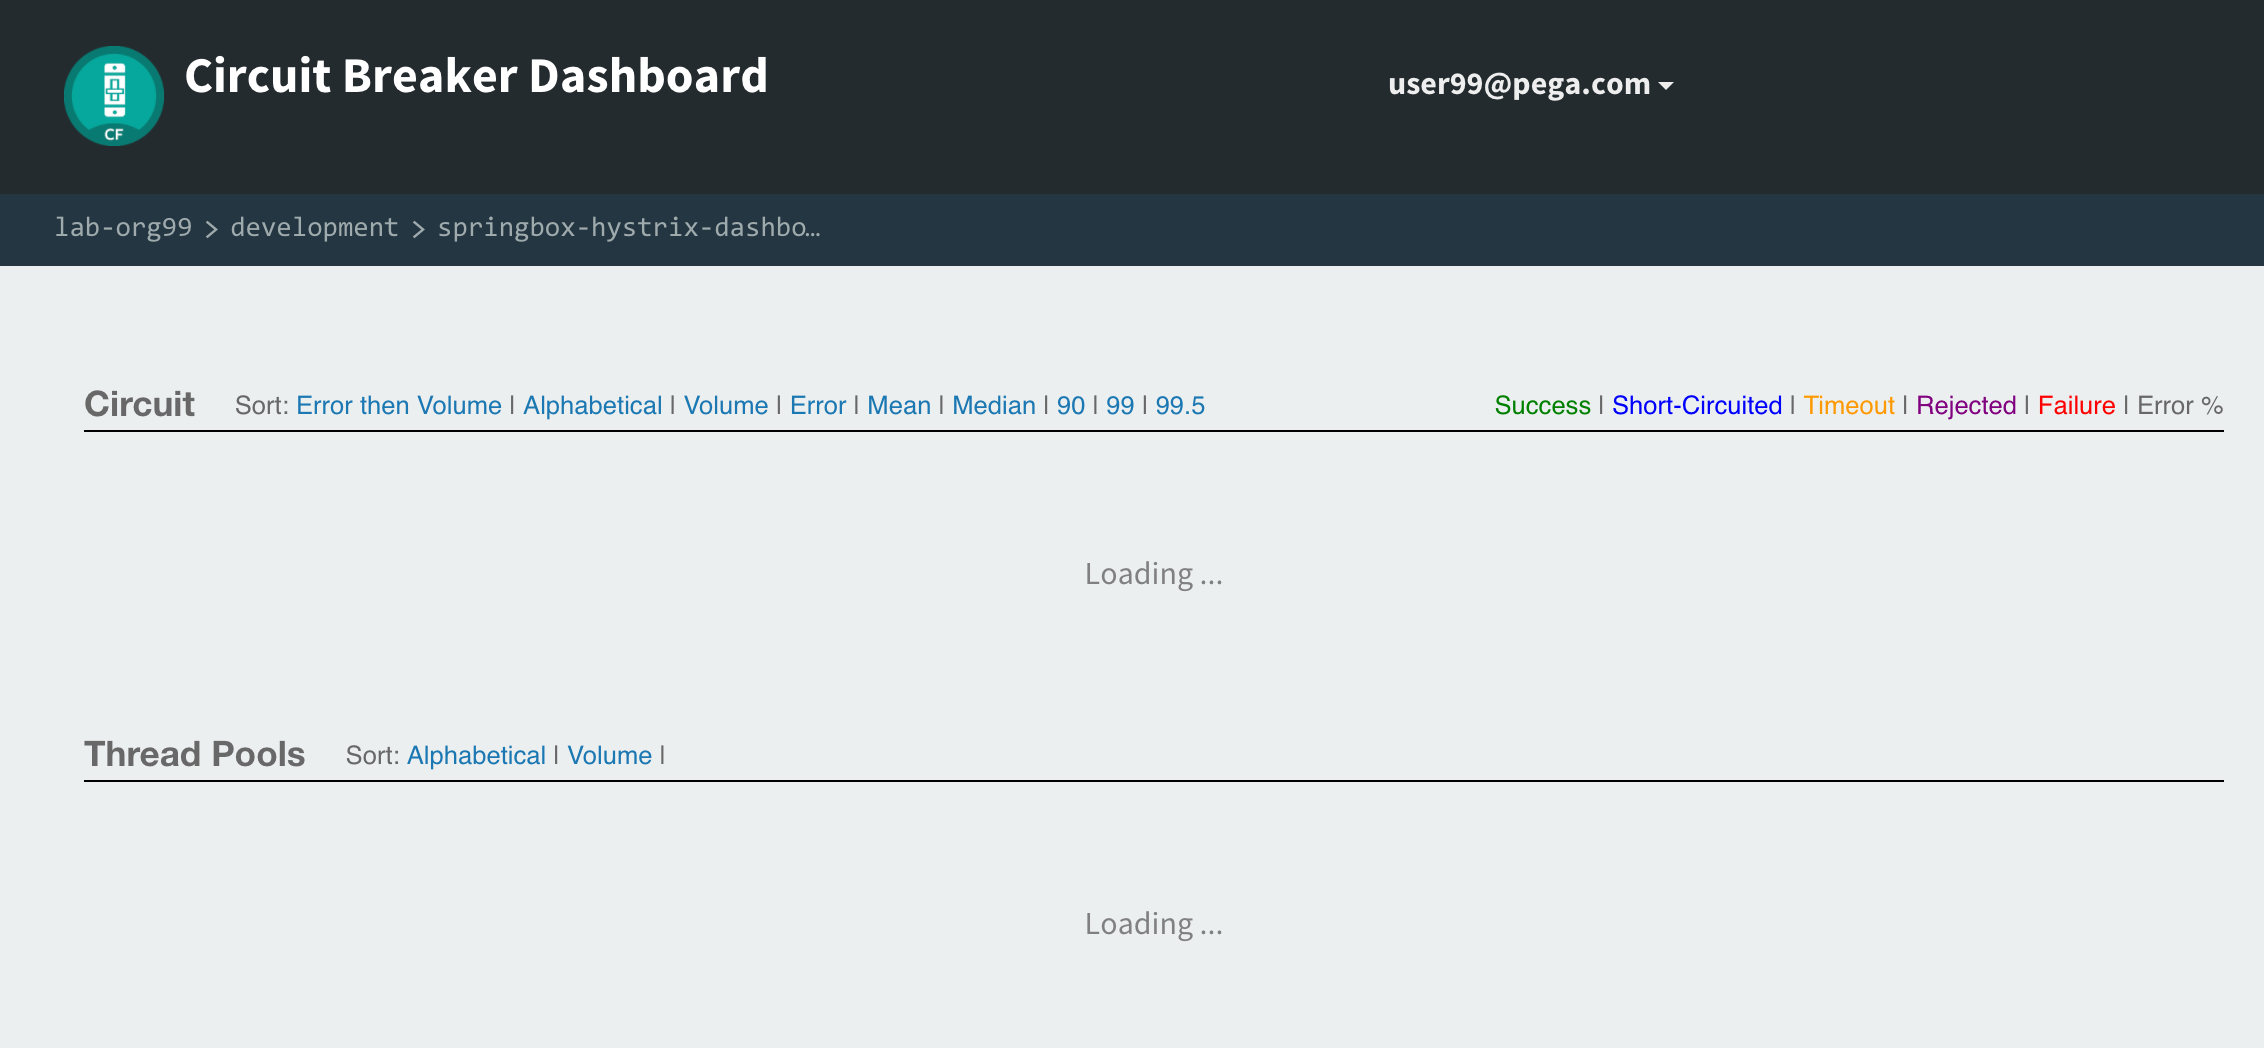 Circuit Breaker Dashboard
user99@pega.com
CF
lab-org99 > development > springbox-hystrix-dashbo…
Circuit Sort: Error then Volume | Alphabetical | Volume | Error | Mean | Median | 90 | 99 | 99.5 Success | Short-Circuited | Timeout | Rejected | Failure | Error %
Loading ...
Thread Pools Sort: Alphabetical | Volume |
Loading ...